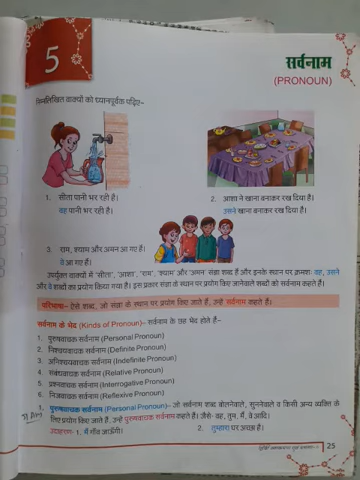 5
सर्वनाम
(PRONOUN)
निम्नलिखित वाक्यों को ध्यानपूर्वक पढ़िए–
1. सीता पानी भर रही है।
वह पानी भर रही है।
2. आशा ने खाना बनाकर रख दिया है।
उसने खाना बनाकर रख दिया है।
3. राम, श्याम और अमन आ गए हैं।
वे आ गए हैं।
उपर्युक्त वाक्यों में 'सीता', 'आशा', 'राम', 'श्याम' और 'अमन' संज्ञा शब्द हैं और इनके स्थान पर क्रमशः वह, उसने
और वे शब्दों का प्रयोग किया गया है। इस प्रकार संज्ञा के स्थान पर प्रयोग किए जानेवाले शब्दों को सर्वनाम कहते हैं।
परिभाषा– ऐसे शब्द, जो संज्ञा के स्थान पर प्रयोग किए जाते हैं, उन्हें सर्वनाम कहते हैं।
सर्वनाम के भेद (Kinds of Pronoun)– सर्वनाम के छह भेद होते हैं–
1. पुरुषवाचक सर्वनाम (Personal Pronoun)
2. निश्चयवाचक सर्वनाम (Definite Pronoun)
3. अनिश्चयवाचक सर्वनाम (Indefinite Pronoun)
4. संबंधवाचक सर्वनाम (Relative Pronoun)
5. प्रश्नवाचक सर्वनाम (Interrogative Pronoun)
6. निजवाचक सर्वनाम (Reflexive Pronoun)
1. पुरुषवाचक सर्वनाम (Personal Pronoun)– जो सर्वनाम शब्द बोलनेवाले, सुननेवाले व किसी अन्य व्यक्ति के
लिए प्रयोग किए जाते हैं, उन्हें पुरुषवाचक सर्वनाम कहते हैं। जैसे– वह, तुम, मैं, वे आदि।
उदाहरण– 1. मैं गाँव जाऊँगी। 2. तुम्हारा घर अच्छा है।
25